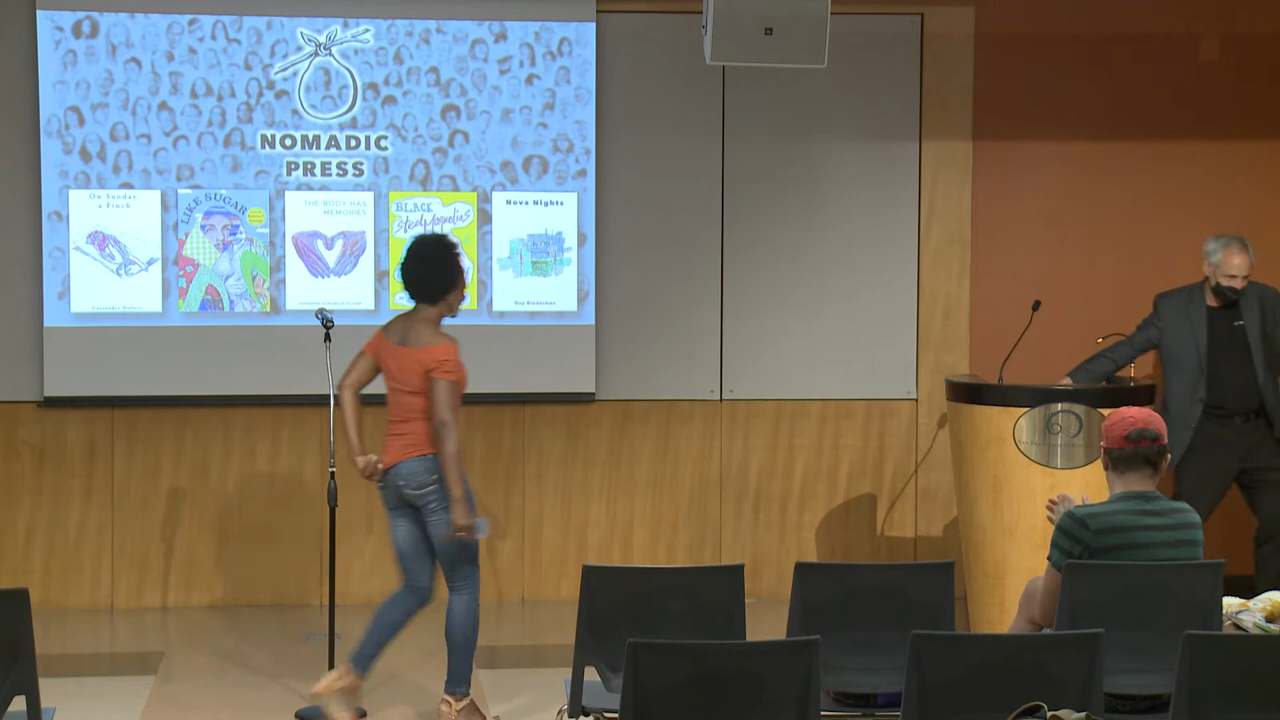 NOMADIC
PRESS
On Sunday,
a Finch
LIKE SUGAR
THE BODY HAS
MEMORIES
BLACK
Steel Magnolias
Nova Nights